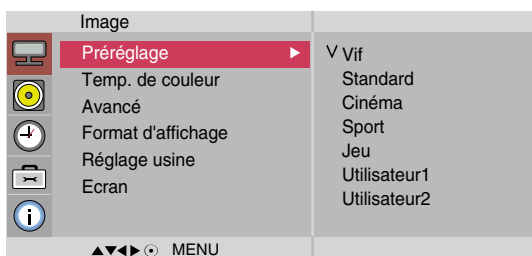 Image
Préréglage
Temp. de couleur
Avancé
Format d'affichage
Réglage usine
Ecran
Vif
Standard
Cinéma
Sport
Jeu
Utilisateur1
Utilisateur2
MENU